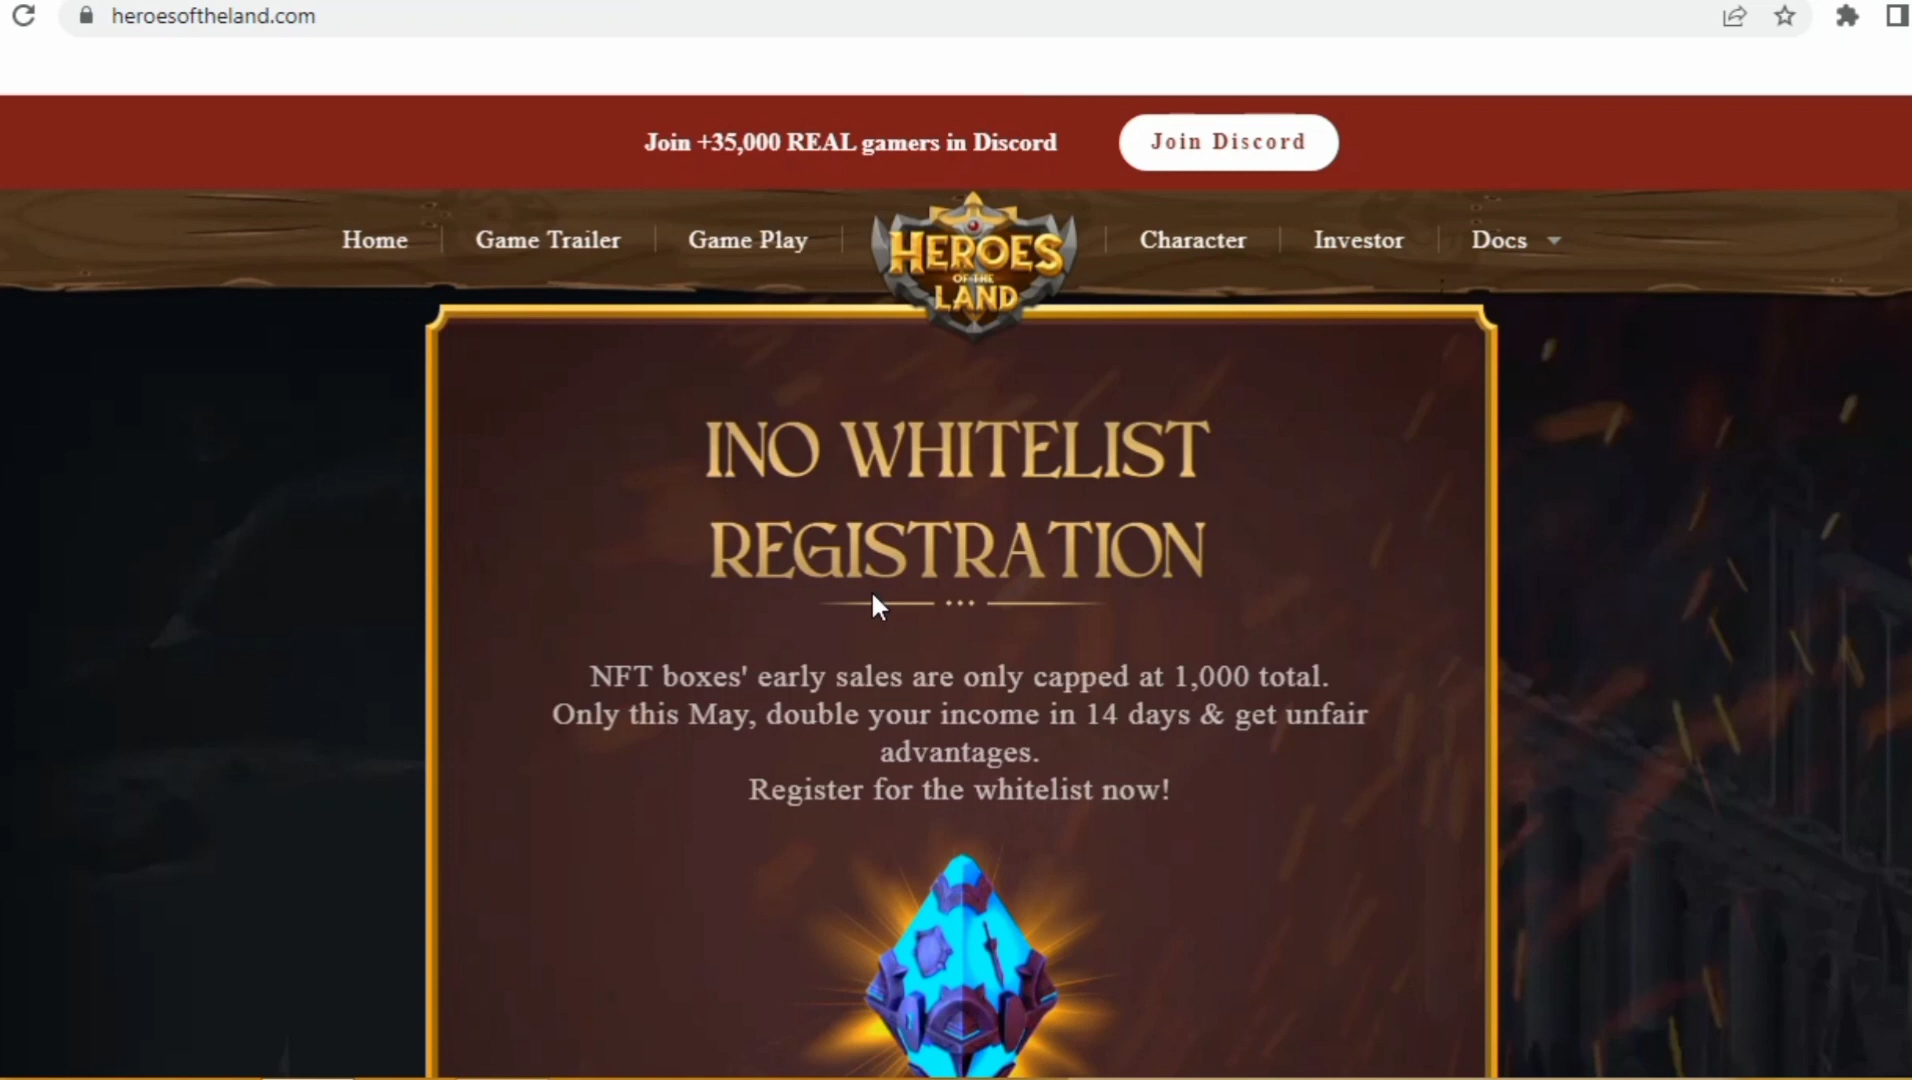 heroesoftheland.com
Join +35,000 REAL gamers in Discord
Join Discord
Home
Game Trailer
Game Play
HEROES
OF THE
LAND
Character
Investor
Docs
INO WHITELIST
REGISTRATION
NFT boxes' early sales are only capped at 1,000 total.
Only this May, double your income in 14 days & get unfair
advantages.
Register for the whitelist now!